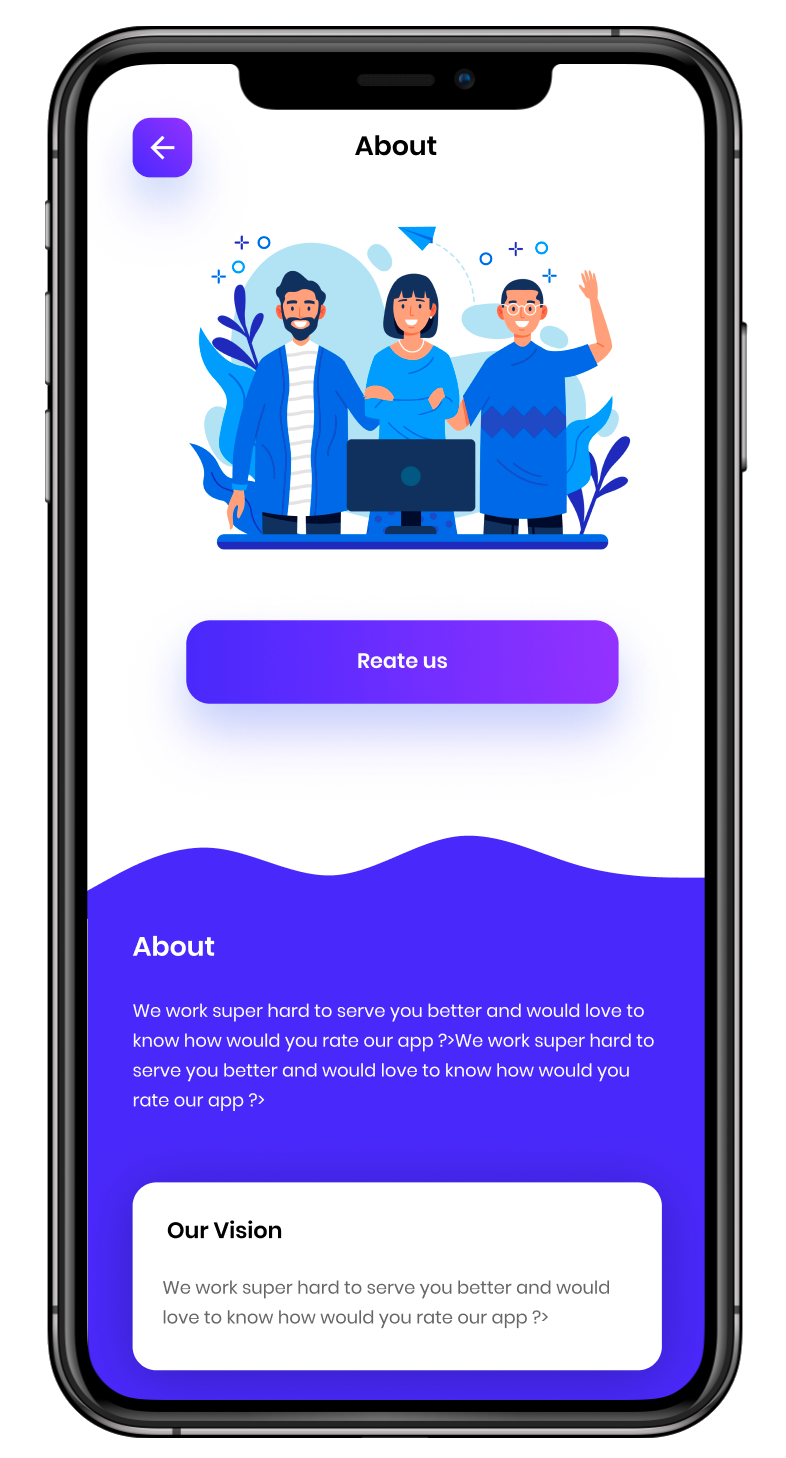 About
Reate us
About
We work super hard to serve you better and would love to
know how would you rate our app ?>We work super hard to
serve you better and would love to know how would you
rate our app ?>
Our Vision
We work super hard to serve you better and would
love to know how would you rate our app ?>